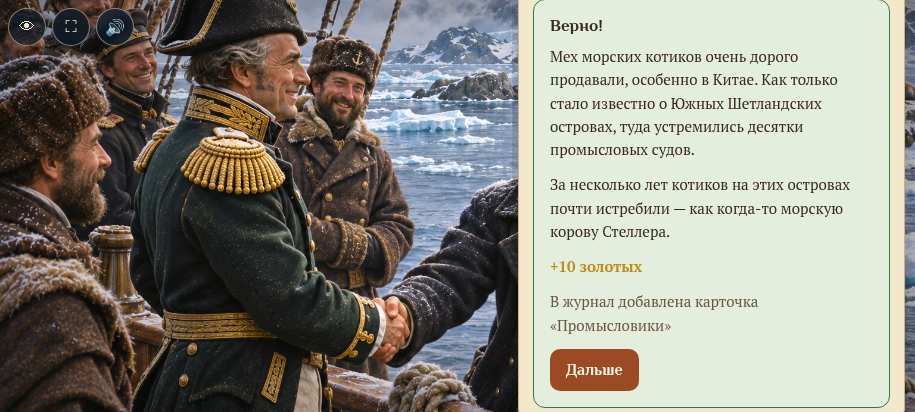 Верно!
Мех морских котиков очень дорого
продавали, особенно в Китае. Как только
стало известно о Южных Шетландских
островах, туда устремились десятки
промысловых судов.
За несколько лет котиков на этих островах
почти истребили — как когда-то морскую
корову Стеллера.
+10 золотых
В журнал добавлена карточка
«Промысловики»
Дальше